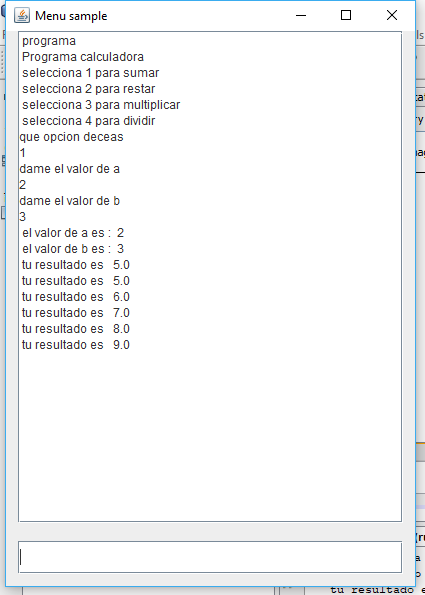 Menu sample
programa
Programa calculadora
selecciona 1 para sumar
selecciona 2 para restar
selecciona 3 para multiplicar
selecciona 4 para dividir
que opcion deceas
1
dame el valor de a
2
dame el valor de b
3
el valor de a es : 2
el valor de b es : 3
tu resultado es 5.0
tu resultado es 5.0
tu resultado es 6.0
tu resultado es 7.0
tu resultado es 8.0
tu resultado es 9.0
tu resultado e